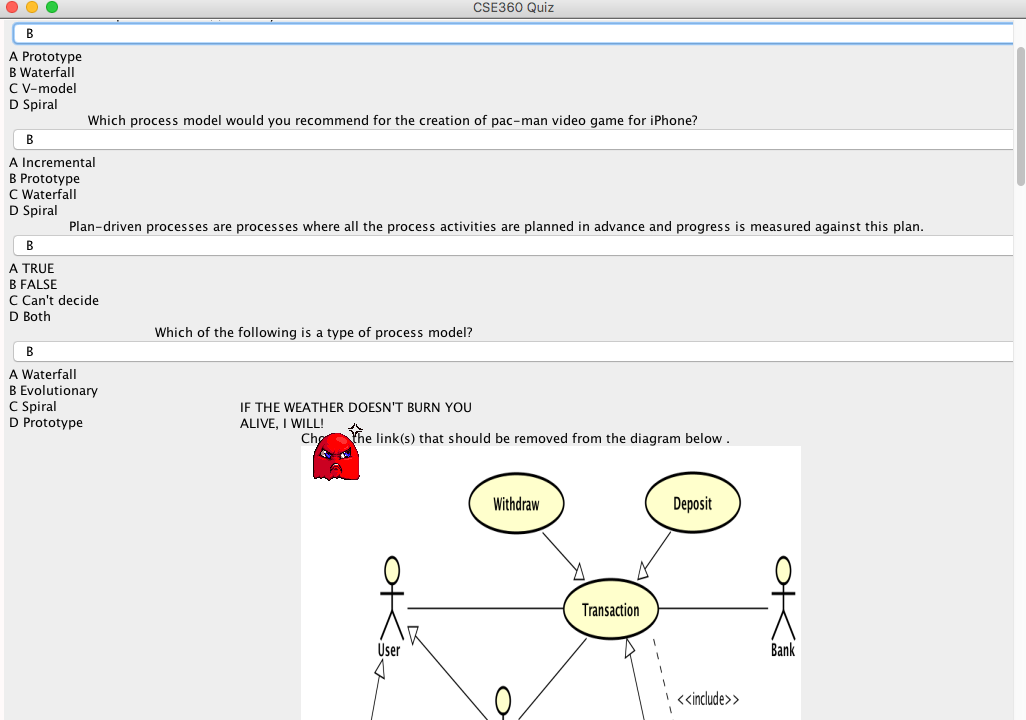 CSE360 Quiz
B
A Prototype
B Waterfall
C V-model
D Spiral
Which process model would you recommend for the creation of pac-man video game for iPhone?
B
A Incremental
B Prototype
C Waterfall
D Spiral
Plan-driven processes are processes where all the process activities are planned in advance and progress is measured against this plan.
B
A TRUE
B FALSE
C Can't decide
D Both
Which of the following is a type of process model?
B
A Waterfall
B Evolutionary
C Spiral
D Prototype
IF THE WEATHER DOESN'T BURN YOU
ALIVE, I WILL!
the link(s) that should be removed from the diagram below .
Withdraw
Deposit
Transaction
User
Bank
<<include>>